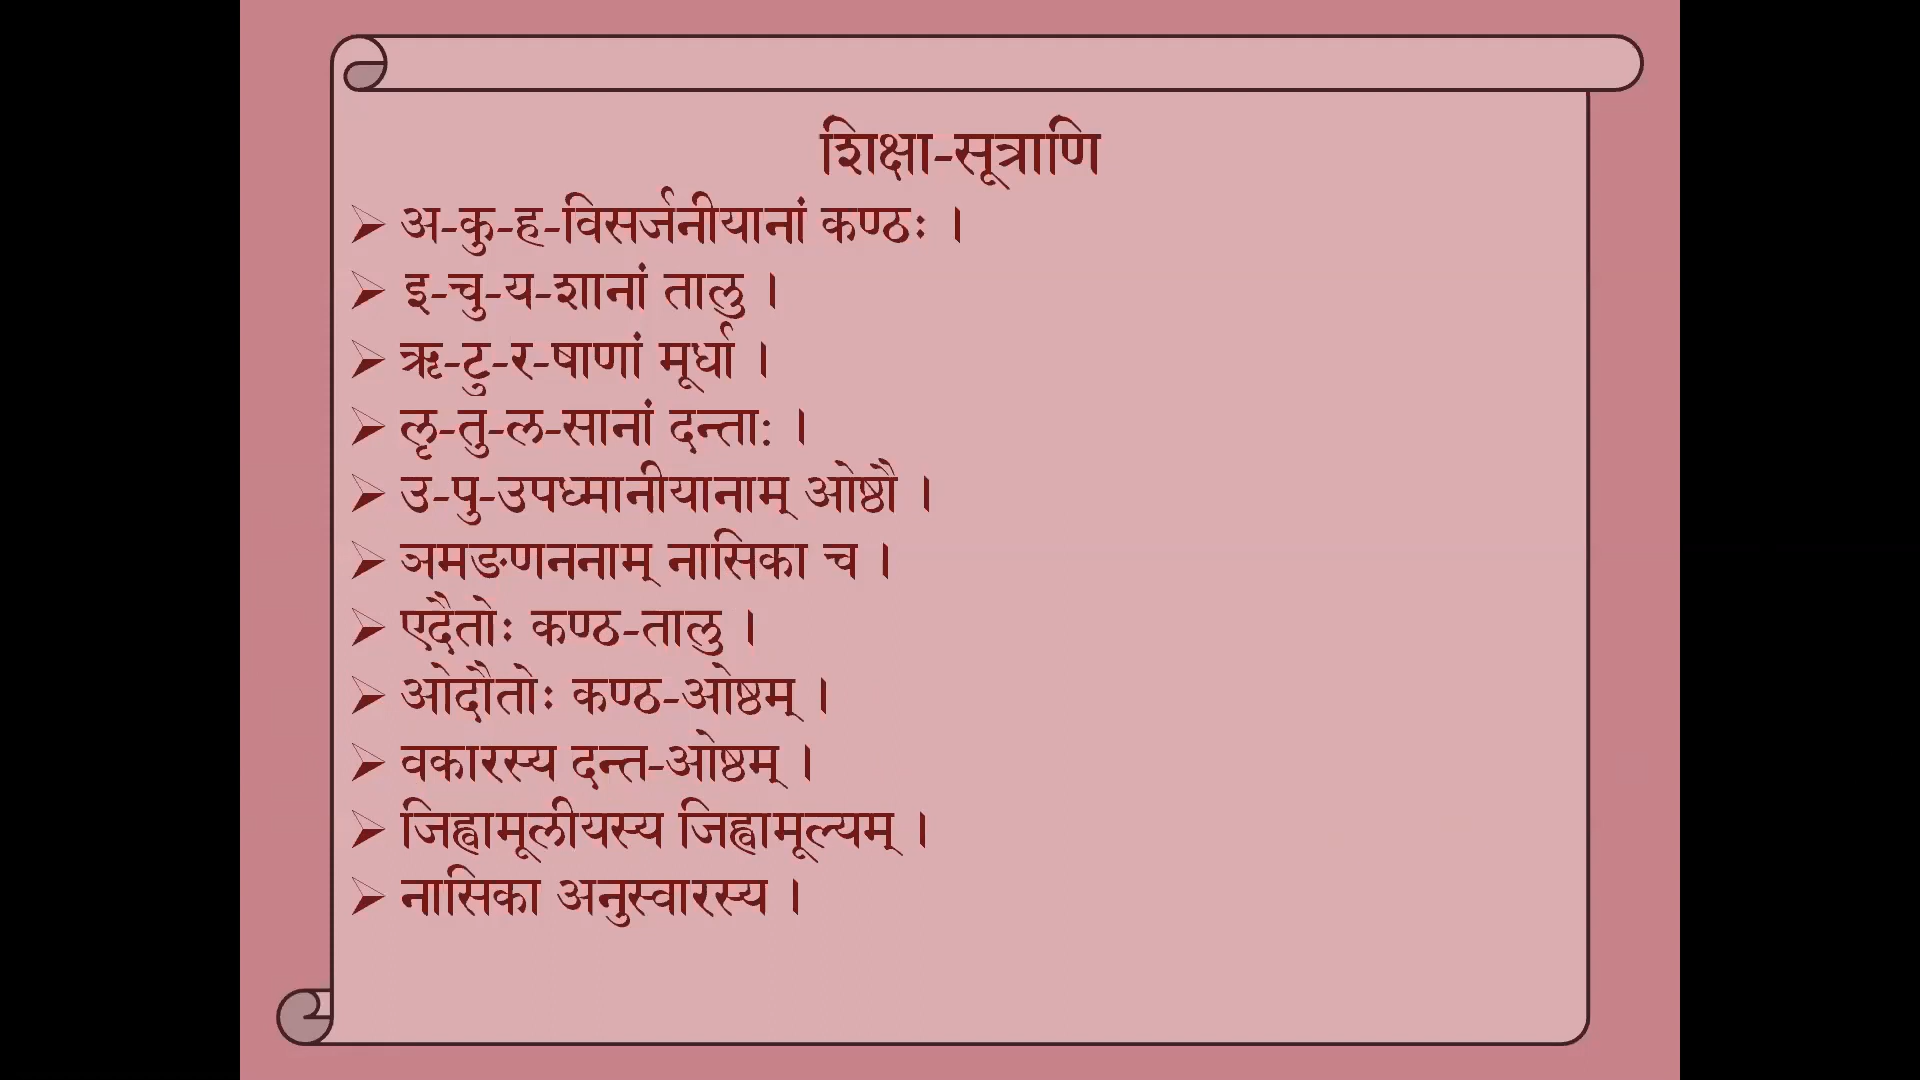 शिक्षा-सूत्राणि
➢ अ-कु-ह-विसर्जनीयानां कण्ठः ।
➢ इ-चु-य-शानां तालु ।
➢ ऋ-टु-र-षाणां मूर्धा ।
➢ लृ-तु-ल-सानां दन्ताः ।
➢ उ-पु-उपध्मानीयानाम् ओष्ठौ ।
➢ ञमङणननाम् नासिका च ।
➢ एदैतोः कण्ठ-तालु ।
➢ ओदौतोः कण्ठ-ओष्ठम् ।
➢ वकारस्य दन्त-ओष्ठम् ।
➢ जिह्वामूलीयस्य जिह्वामूल्यम् ।
➢ नासिका अनुस्वारस्य ।